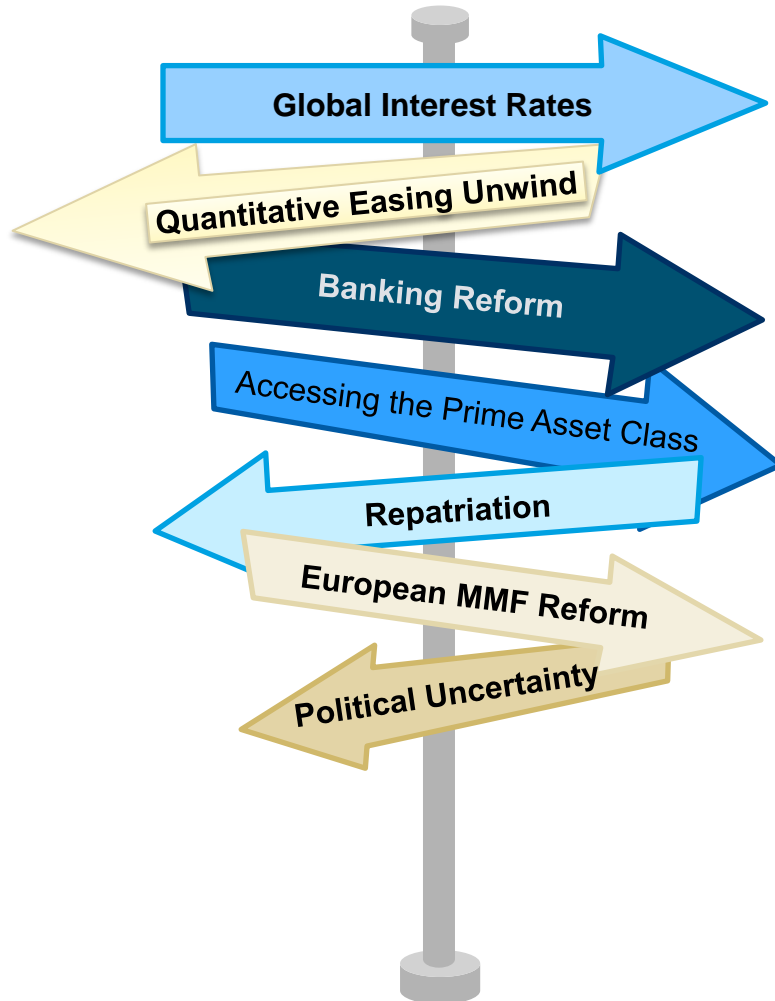 Global Interest Rates
Quantitative Easing Unwind
Banking Reform
Accessing the Prime Asset Class
Repatriation
European MMF Reform
Political Uncertainty